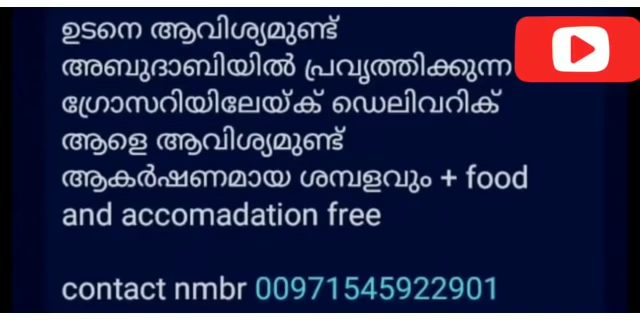 ഉടനെ ആവിശ്യമുണ്ട്
അബുദാബിയിൽ പ്രവൃത്തിക്കുന്ന
ഗ്രോസറിയിലേയ്ക് ഡെലിവറിക്
ആളെ ആവിശ്യമുണ്ട്
ആകർഷണമായ ശമ്പളവും + food
and accomadation free
contact nmbr 00971545922901